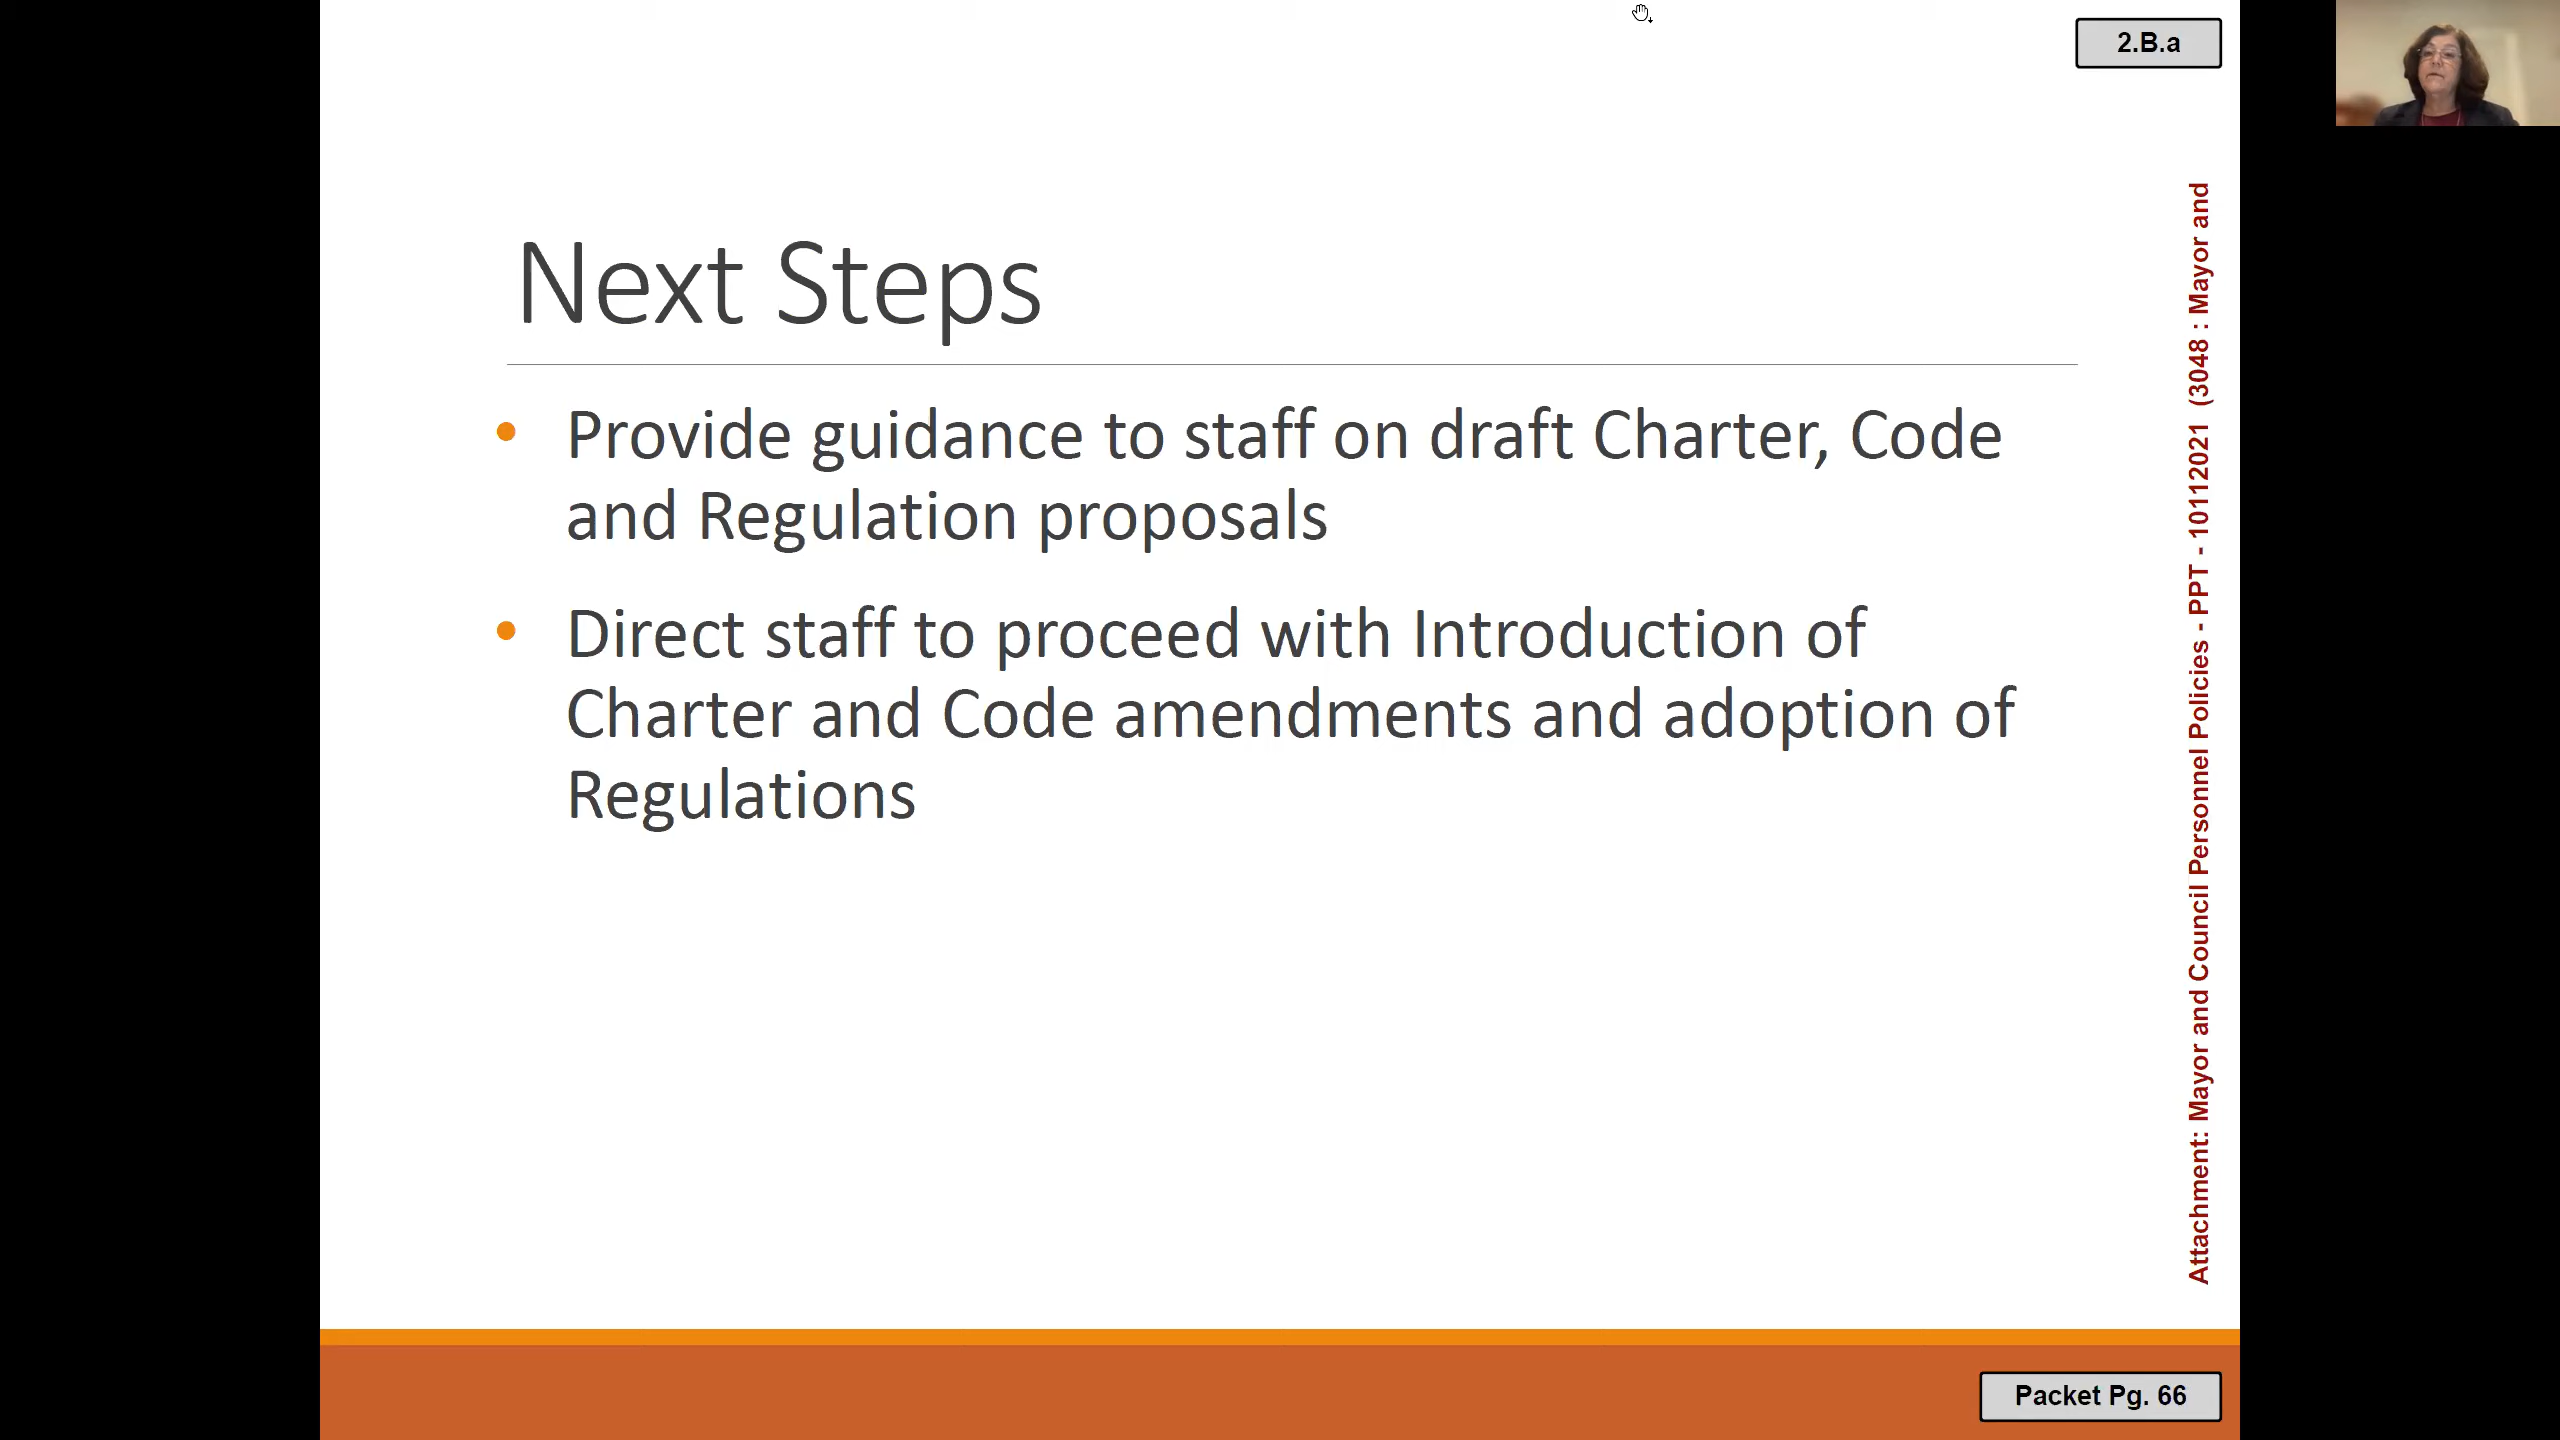 2.B.a
Next Steps
• Provide guidance to staff on draft Charter, Code
and Regulation proposals
• Direct staff to proceed with Introduction of
Charter and Code amendments and adoption of
Regulations
Attachment: Mayor and Council Personnel Policies - PPT - 10112021 (3048 : Mayor and
Packet Pg. 66